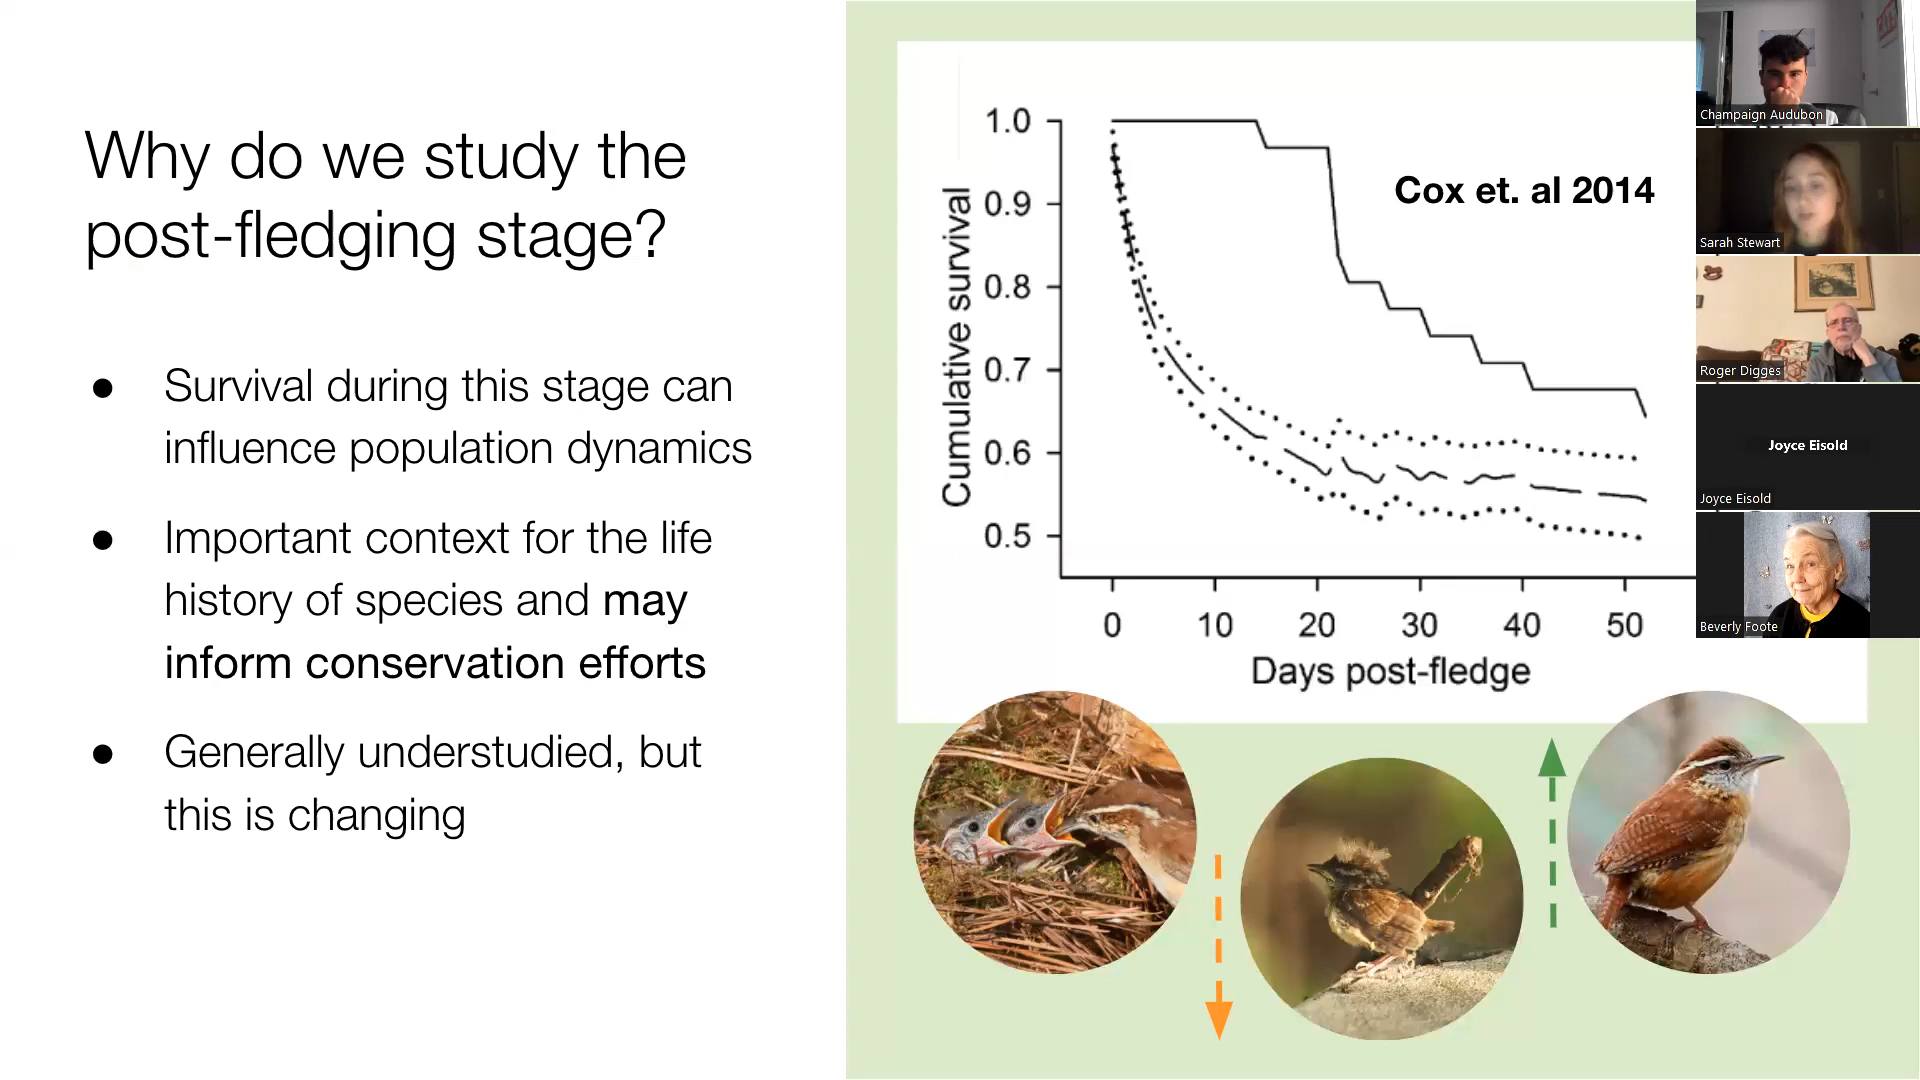 Why do we study the
post-fledging stage?
● Survival during this stage can
influence population dynamics
● Important context for the life
history of species and may
inform conservation efforts
● Generally understudied, but
this is changing
Cox et. al 2014
Cumulative survival
1.0
0.9
0.8
0.7
0.6
0.5
0 10 20 30 40 50
Days post-fledge
Champaign Audubon
Sarah Stewart
Roger Digges
Joyce Eisold
Joyce Eisold
Beverly Foote